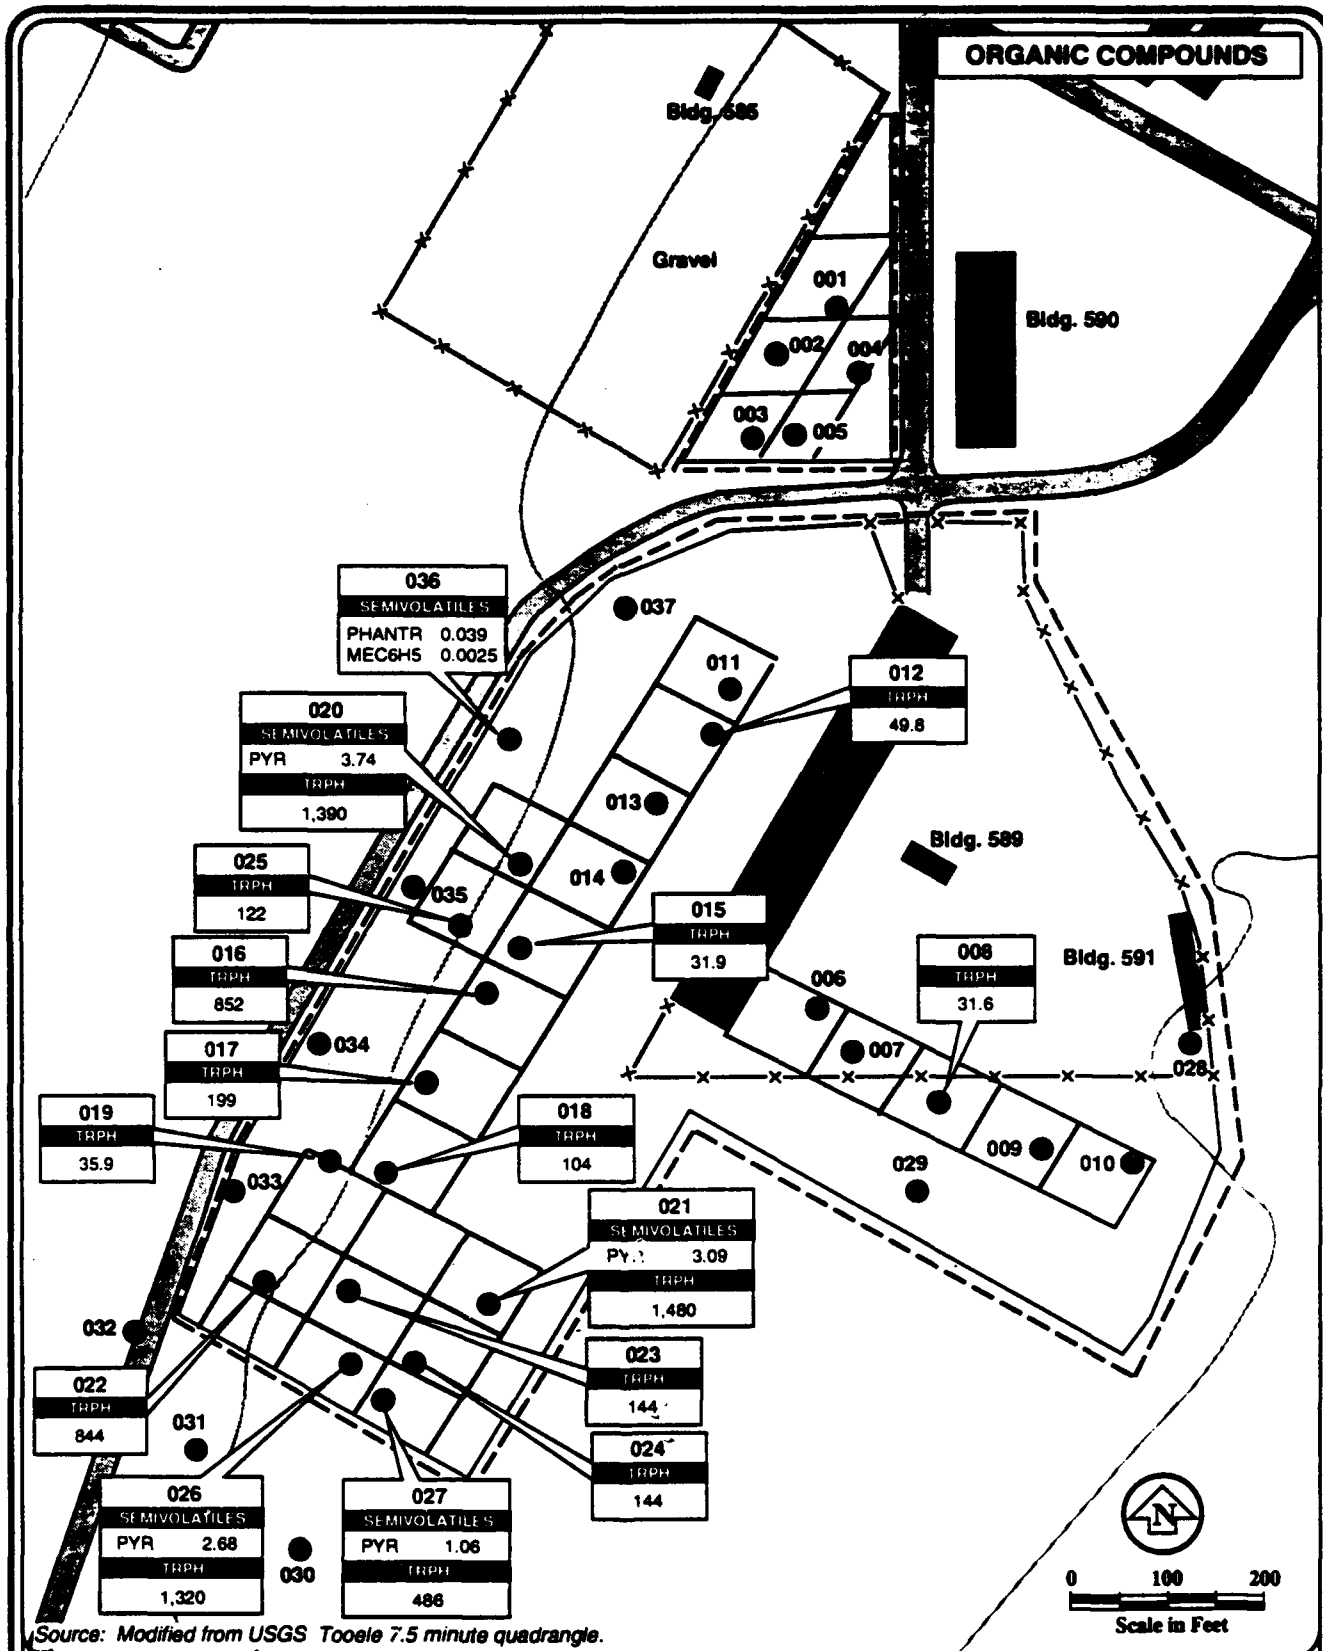 ORGANIC COMPOUNDS
Bldg. 585
Gravel
001
Bldg. 590
002
004
003
005
036
SEMIVOLATILES
PHANTR 0.039
MEC6H5 0.0025
037
011
012
TRPH
49.8
020
SEMIVOLATILES
PYR 3.74
TRPH
1,390
013
Bldg. 589
014
025
TRPH
122
035
015
TRPH
31.9
016
TRPH
852
008
TRPH
31.6
Bldg. 591
006
007
034
028
017
TRPH
199
019
TRPH
35.9
018
TRPH
104
009
010
029
033
021
SEMIVOLATILES
3.09
TRPH
1,480
032
023
TRPH
144
022
TRPH
844
031
024
TRPH
144
026
SEMIVOLATILES
PYR 2.68
TRPH
1,320
027
SEMIVOLATILES
PYR 1.06
TRPH
486
030
N
0 100 200
Scale in Feet
Source: Modified from USGS Tooele 7.5 minute quadrangle.